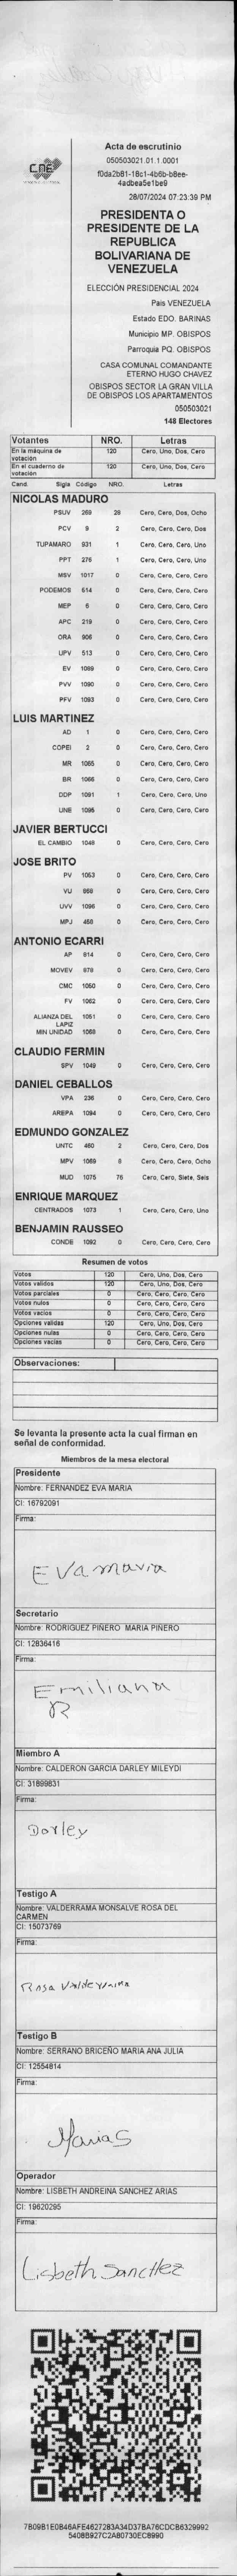 CNE
Acta de escrutinio
050503021.01.1.0001
f0da2b81-18c1-4b6b-b8ee-
4adbea5e1be9
28/07/2024 07:23:39 PM
PRESIDENTA O
PRESIDENTE DE LA
REPUBLICA
BOLIVARIANA DE
VENEZUELA
ELECCIÓN PRESIDENCIAL 2024
Pais VENEZUELA
Estado EDO. BARINAS
Municipio MP. OBISPOS
Parroquia PQ. OBISPOS
CASA COMUNAL COMANDANTE
ETERNO HUGO CHAVEZ
OBISPOS SECTOR LA GRAN VILLA
DE OBISPOS LOS APARTAMENTOS
050503021
148 Electores
Votantes NRO. Letras
En la máquina de votación 120 Cero, Uno, Dos, Cero
En el cuaderno de votación 120 Cero, Uno, Dos, Cero
Cand. Sigla Código NRO. Letras
NICOLAS MADURO
PSUV 269 28 Cero, Cero, Dos, Ocho
PCV 9 2 Cero, Cero, Cero, Dos
TUPAMARO 931 1 Cero, Cero, Cero, Uno
PPT 276 1 Cero, Cero, Cero, Uno
MSV 1017 0 Cero, Cero, Cero, Cero
PODEMOS 514 0 Cero, Cero, Cero, Cero
MEP 6 0 Cero, Cero, Cero, Cero
APC 219 0 Cero, Cero, Cero, Cero
ORA 906 0 Cero, Cero, Cero, Cero
UPV 513 0 Cero, Cero, Cero, Cero
EV 1089 0 Cero, Cero, Cero, Cero
PVV 1090 0 Cero, Cero, Cero, Cero
PFV 1093 0 Cero, Cero, Cero, Cero
LUIS MARTINEZ
AD 1 0 Cero, Cero, Cero, Cero
COPEI 2 0 Cero, Cero, Cero, Cero
MR 1065 0 Cero, Cero, Cero, Cero
BR 1066 0 Cero, Cero, Cero, Cero
DDP 1091 1 Cero, Cero, Cero, Uno
UNE 1095 0 Cero, Cero, Cero, Cero
JAVIER BERTUCCI
EL CAMBIO 1048 0 Cero, Cero, Cero, Cero
JOSE BRITO
PV 1053 0 Cero, Cero, Cero, Cero
VU 868 0 Cero, Cero, Cero, Cero
UVV 1096 0 Cero, Cero, Cero, Cero
MPJ 458 0 Cero, Cero, Cero, Cero
ANTONIO ECARRI
AP 814 0 Cero, Cero, Cero, Cero
MOVEV 978 0 Cero, Cero, Cero, Cero
CMC 1050 0 Cero, Cero, Cero, Cero
FV 1062 0 Cero, Cero, Cero, Cero
ALIANZA DEL LAPIZ 1051 0 Cero, Cero, Cero, Cero
MIN UNIDAD 1058 0 Cero, Cero, Cero, Cero
CLAUDIO FERMIN
SPV 1049 0 Cero, Cero, Cero, Cero
DANIEL CEBALLOS
VPA 236 0 Cero, Cero, Cero, Cero
AREPA 1094 0 Cero, Cero, Cero, Cero
EDMUNDO GONZALEZ
UNTC 460 2 Cero, Cero, Cero, Dos
MPV 1069 8 Cero, Cero, Cero, Ocho
MUD 1075 76 Cero, Cero, Siete, Seis
ENRIQUE MARQUEZ
CENTRADOS 1073 1 Cero, Cero, Cero, Uno
BENJAMIN RAUSSEO
CONDE 1092 0 Cero, Cero, Cero, Cero
Resumen de votos
Votos 120 Cero, Uno, Dos, Cero
Votos validos 120 Cero, Uno, Dos, Cero
Votos parciales 0 Cero, Cero, Cero, Cero
Votos nulos 0 Cero, Cero, Cero, Cero
Votos vacios 0 Cero, Cero, Cero, Cero
Opciones validas 120 Cero, Uno, Dos, Cero
Opciones nulas 0 Cero, Cero, Cero, Cero
Opciones vacias 0 Cero, Cero, Cero, Cero
Observaciones:
Se levanta la presente acta la cual firman en
señal de conformidad.
Miembros de la mesa electoral
Presidente
Nombre: FERNANDEZ EVA MARIA
CI: 16792091
Firma:
Eva maria
Secretario
Nombre: RODRIGUEZ PIÑERO MARIA PIÑERO
CI: 12836416
Firma:
Emiliana
R
Miembro A
Nombre: CALDERON GARCIA DARLEY MILEYDI
CI: 31899831
Firma:
Darley
Testigo A
Nombre: VALDERRAMA MONSALVE ROSA DEL
CARMEN
CI: 15073769
Firma:
Rosa Valderrama
Testigo B
Nombre: SERRANO BRICEÑO MARIA ANA JULIA
CI: 12554814
Firma:
Maria S
Operador
Nombre: LISBETH ANDREINA SANCHEZ ARIAS
CI: 19620295
Firma:
Lisbeth Sanchez
7B09B1E0B46AFE4627283A34D37BA76CDCB6329992
5408B927C2AB0730EC8990